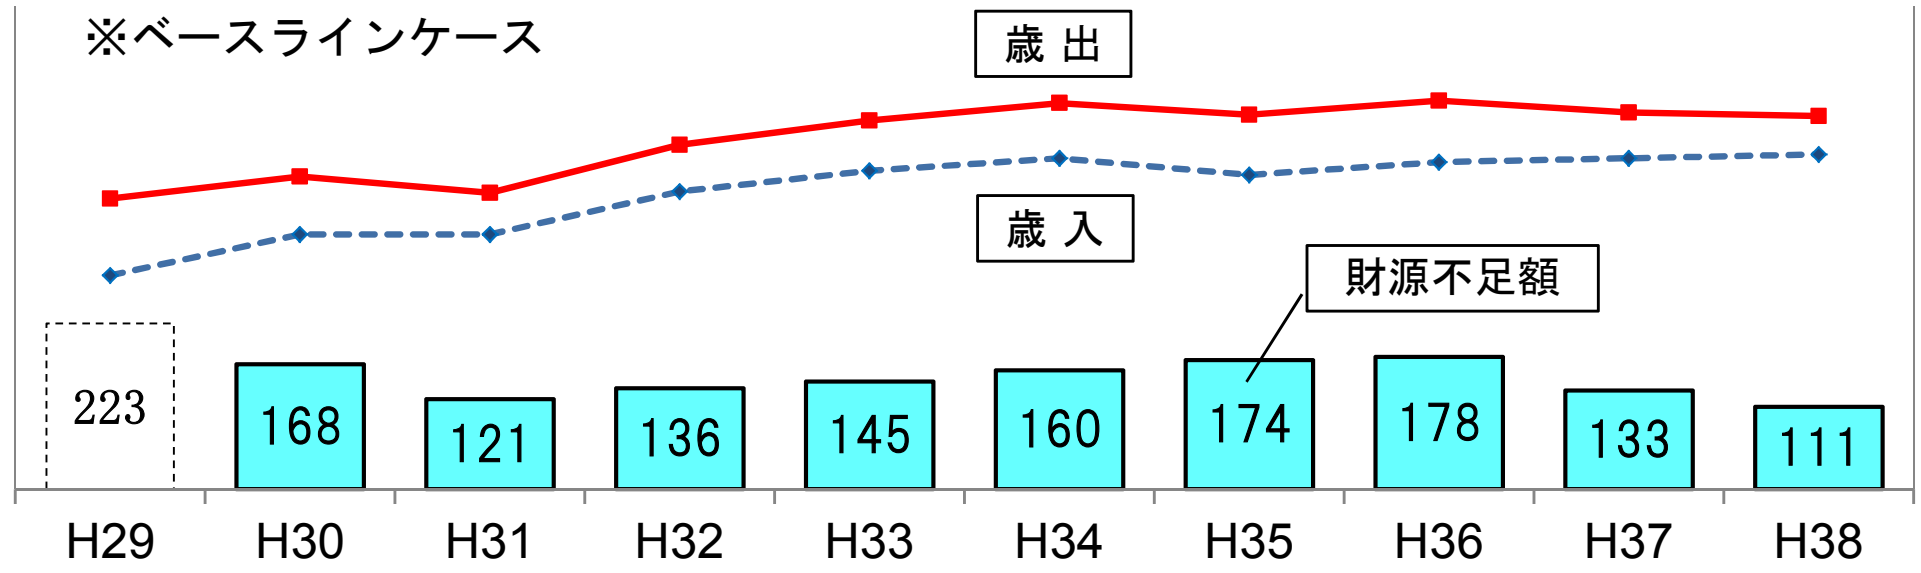 ※ベースラインケース
歳 出
歳 入
財源不足額
223 168 121 136 145 160 174 178 133 111
H29 H30 H31 H32 H33 H34 H35 H36 H37 H38